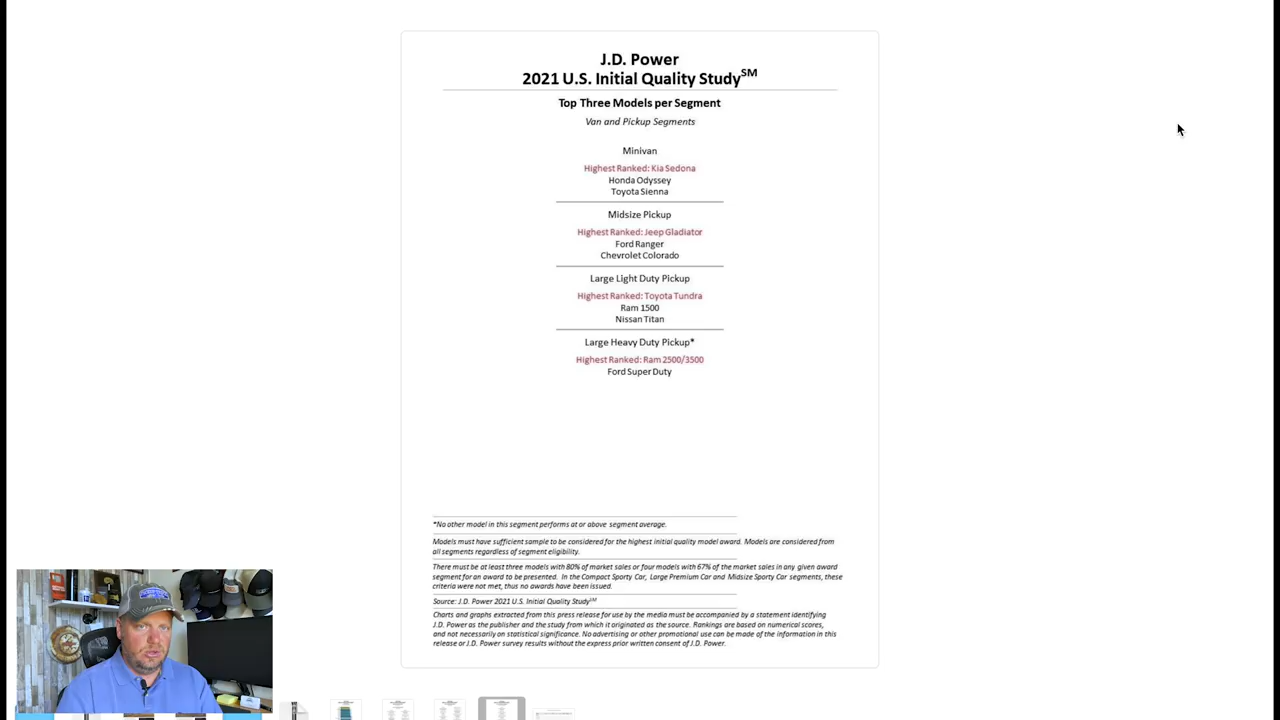 J.D. Power
2021 U.S. Initial Quality StudySM
Top Three Models per Segment
Van and Pickup Segments
Minivan
Highest Ranked: Kia Sedona
Honda Odyssey
Toyota Sienna
Midsize Pickup
Highest Ranked: Jeep Gladiator
Ford Ranger
Chevrolet Colorado
Large Light Duty Pickup
Highest Ranked: Toyota Tundra
Ram 1500
Nissan Titan
Large Heavy Duty Pickup*
Highest Ranked: Ram 2500/3500
Ford Super Duty
*No other model in this segment performs at or above segment average.
Models must have sufficient sample to be considered for the highest initial quality model award. Models are considered from
all segments regardless of segment eligibility.
There must be at least three models with 80% of market sales or four models with 67% of the market sales in any given award
segment for an award to be presented. In the Compact Sporty Car, Large Premium Car and Midsize Sporty Car segments, these
criteria were not met, thus no awards have been issued.
Source: J.D. Power 2021 U.S. Initial Quality StudySM
Charts and graphs extracted from this press release for use by the media must be accompanied by a statement identifying
J.D. Power as the publisher and the study from which it originated as the source. Rankings are based on numerical scores,
and not necessarily on statistical significance. No advertising or other promotional use can be made of the information in this
release or J.D. Power survey results without the express prior written consent of J.D. Power.